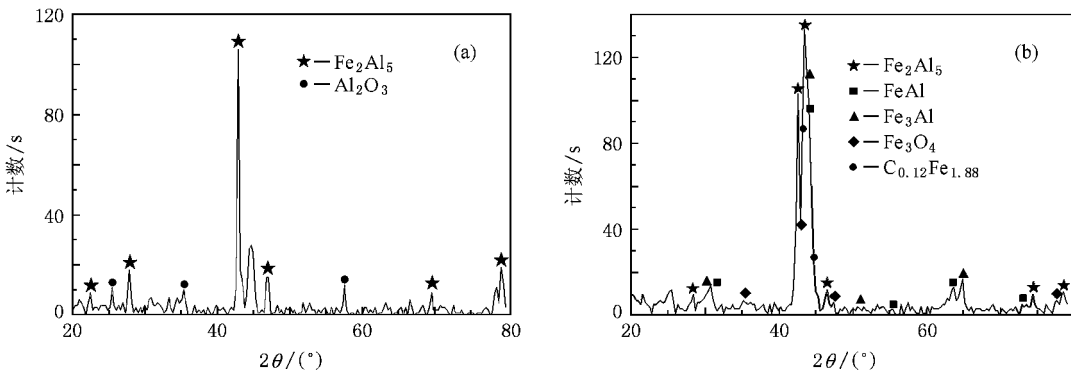 120
80
40
0
20
40
60
80
计数/s
2θ/(°)
(a)
★—Fe₂Al₅
●—Al₂O₃
120
80
40
0
20
40
60
计数/s
2θ/(°)
(b)
★—Fe₂Al₅
■—FeAl
▲—Fe₃Al
◆—Fe₃O₄
●—C₀.₁₂Fe₁.₈₈